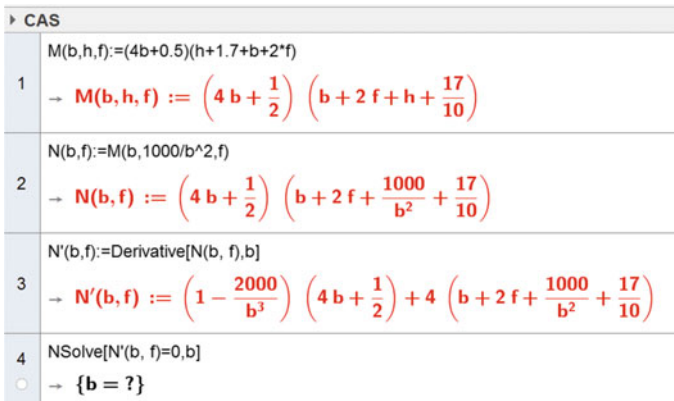 CAS
M(b,h,f):=(4b+0.5)(h+1.7+b+2*f)
1 → M(b, h, f) := (4 b + 1/2) (b + 2 f + h + 17/10)
N(b,f):=M(b,1000/b^2,f)
2 → N(b, f) := (4 b + 1/2) (b + 2 f + 1000/b² + 17/10)
N'(b,f):=Derivative[N(b, f),b]
3 → N′(b, f) := (1 − 2000/b³) (4 b + 1/2) + 4 (b + 2 f + 1000/b² + 17/10)
4 NSolve[N'(b, f)=0,b]
→ {b = ?}